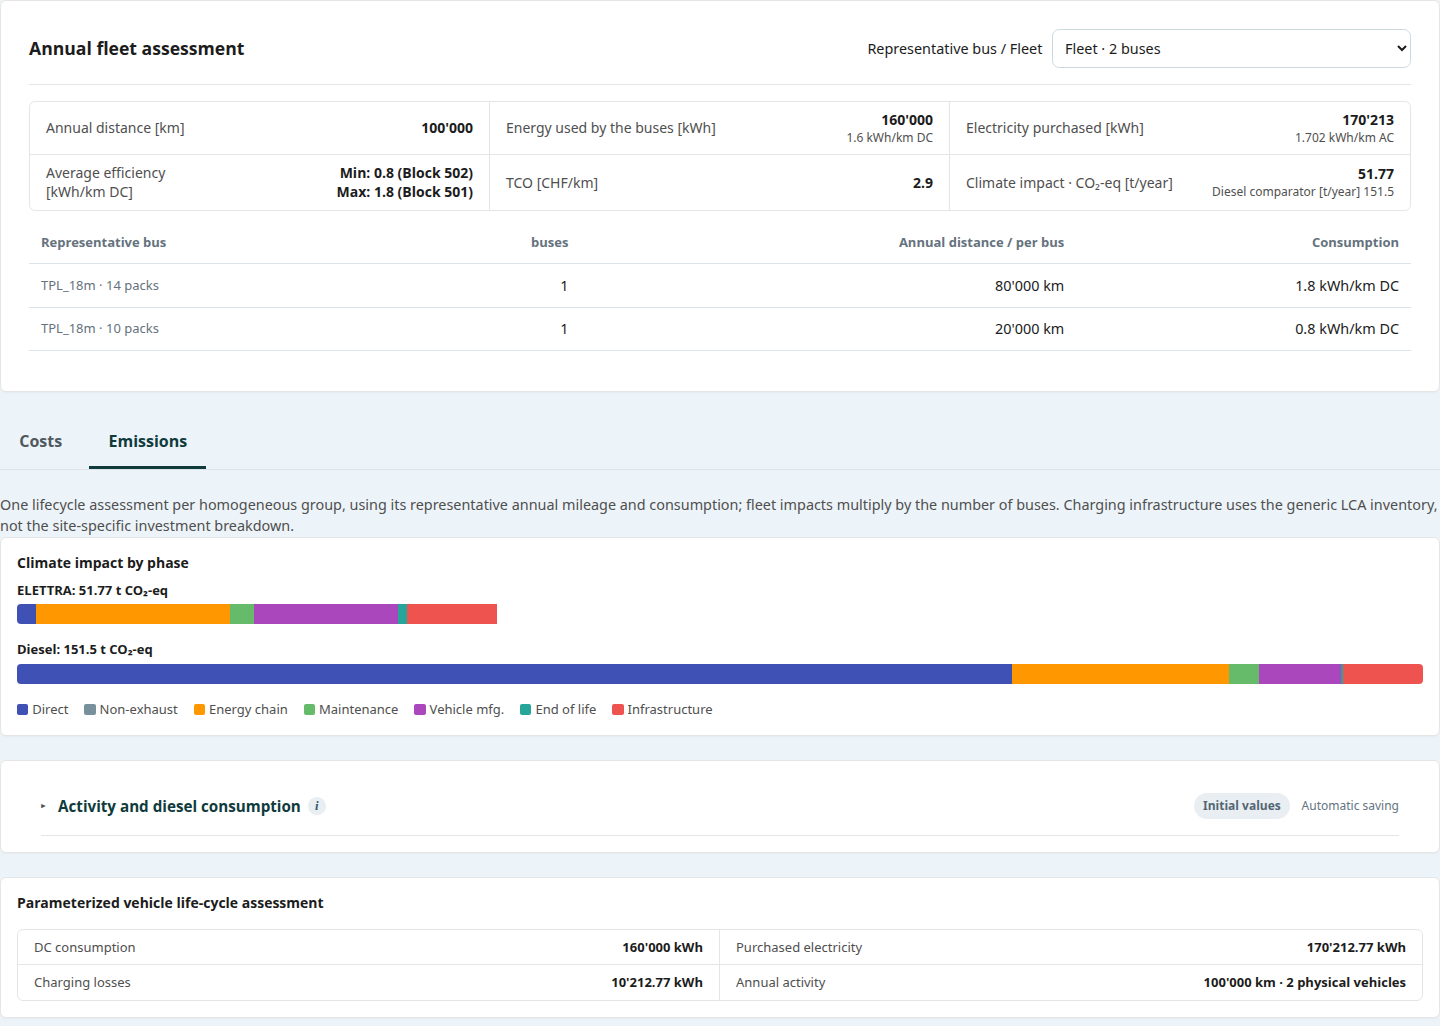 Annual fleet assessment
Representative bus / Fleet
Fleet · 2 buses
Annual distance [km]
100'000
Energy used by the buses [kWh]
160'000
1.6 kWh/km DC
Electricity purchased [kWh]
170'213
1.702 kWh/km AC
Average efficiency
[kWh/km DC]
Min: 0.8 (Block 502)
Max: 1.8 (Block 501)
TCO [CHF/km]
2.9
Climate impact · CO₂-eq [t/year]
51.77
Diesel comparator [t/year] 151.5
Representative bus buses Annual distance / per bus Consumption
TPL_18m · 14 packs 1 80'000 km 1.8 kWh/km DC
TPL_18m · 10 packs 1 20'000 km 0.8 kWh/km DC
Costs Emissions
One lifecycle assessment per homogeneous group, using its representative annual mileage and consumption; fleet impacts multiply by the number of buses. Charging infrastructure uses the generic LCA inventory,
not the site-specific investment breakdown.
Climate impact by phase
ELETTRA: 51.77 t CO₂-eq
Diesel: 151.5 t CO₂-eq
Direct Non-exhaust Energy chain Maintenance Vehicle mfg. End of life Infrastructure
Activity and diesel consumption i
Initial values Automatic saving
Parameterized vehicle life-cycle assessment
DC consumption 160'000 kWh Purchased electricity 170'212.77 kWh
Charging losses 10'212.77 kWh Annual activity 100'000 km · 2 physical vehicles